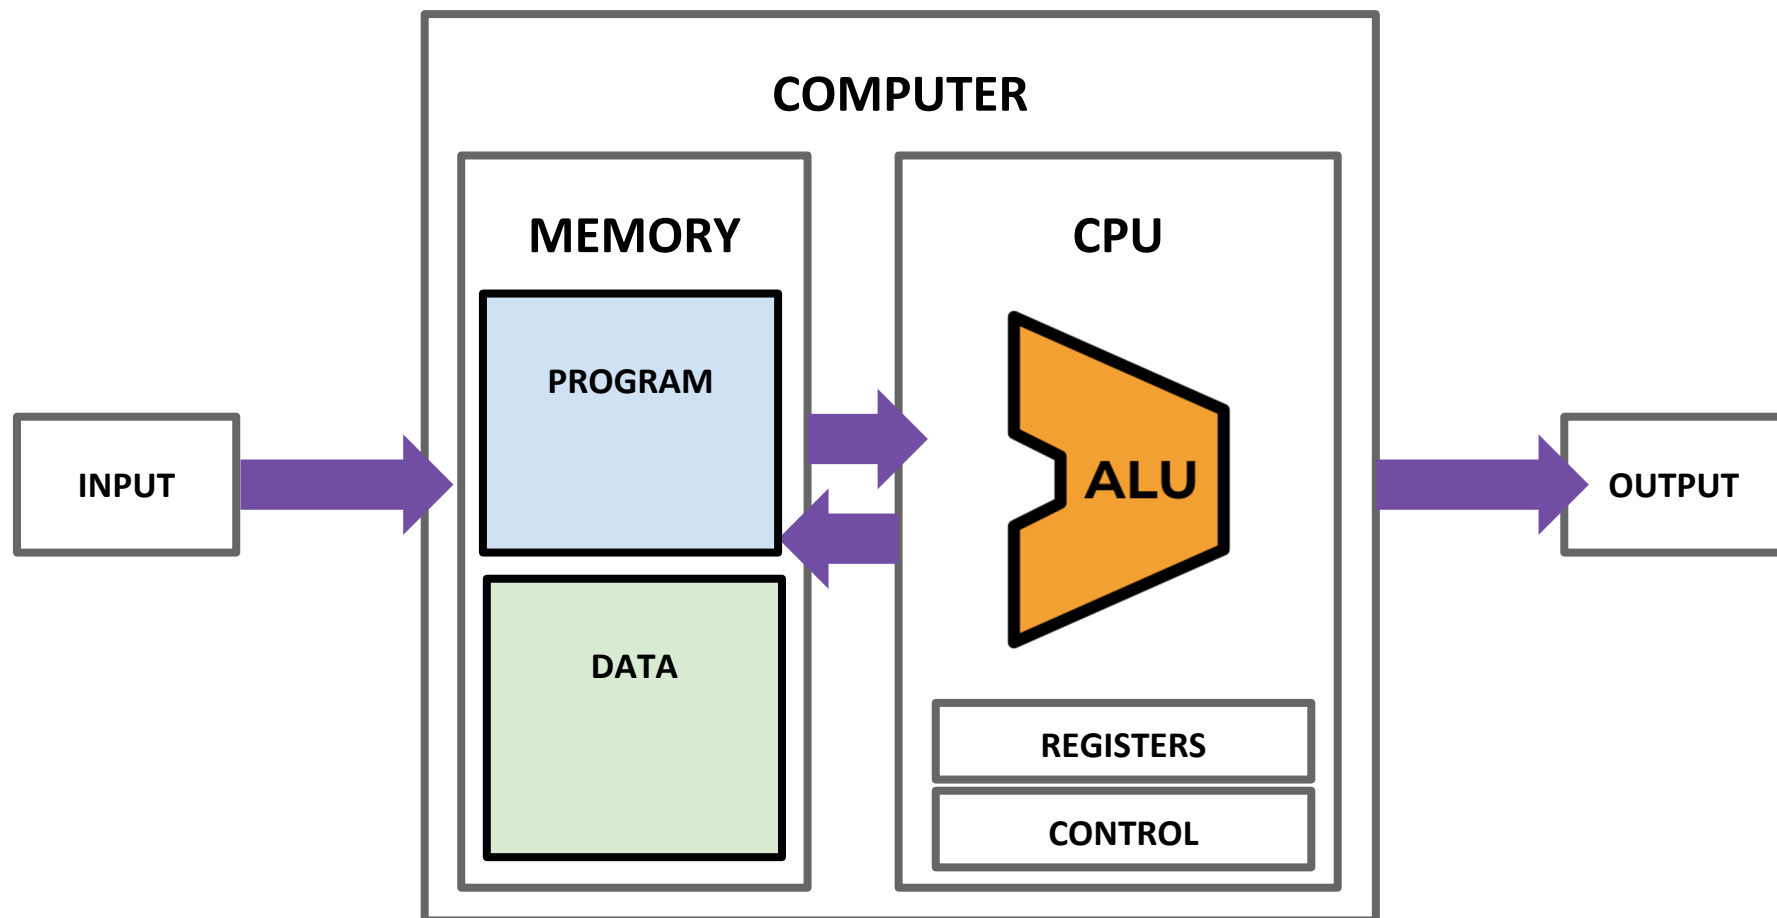 COMPUTER
MEMORY
CPU
PROGRAM
INPUT
ALU
OUTPUT
DATA
REGISTERS
CONTROL